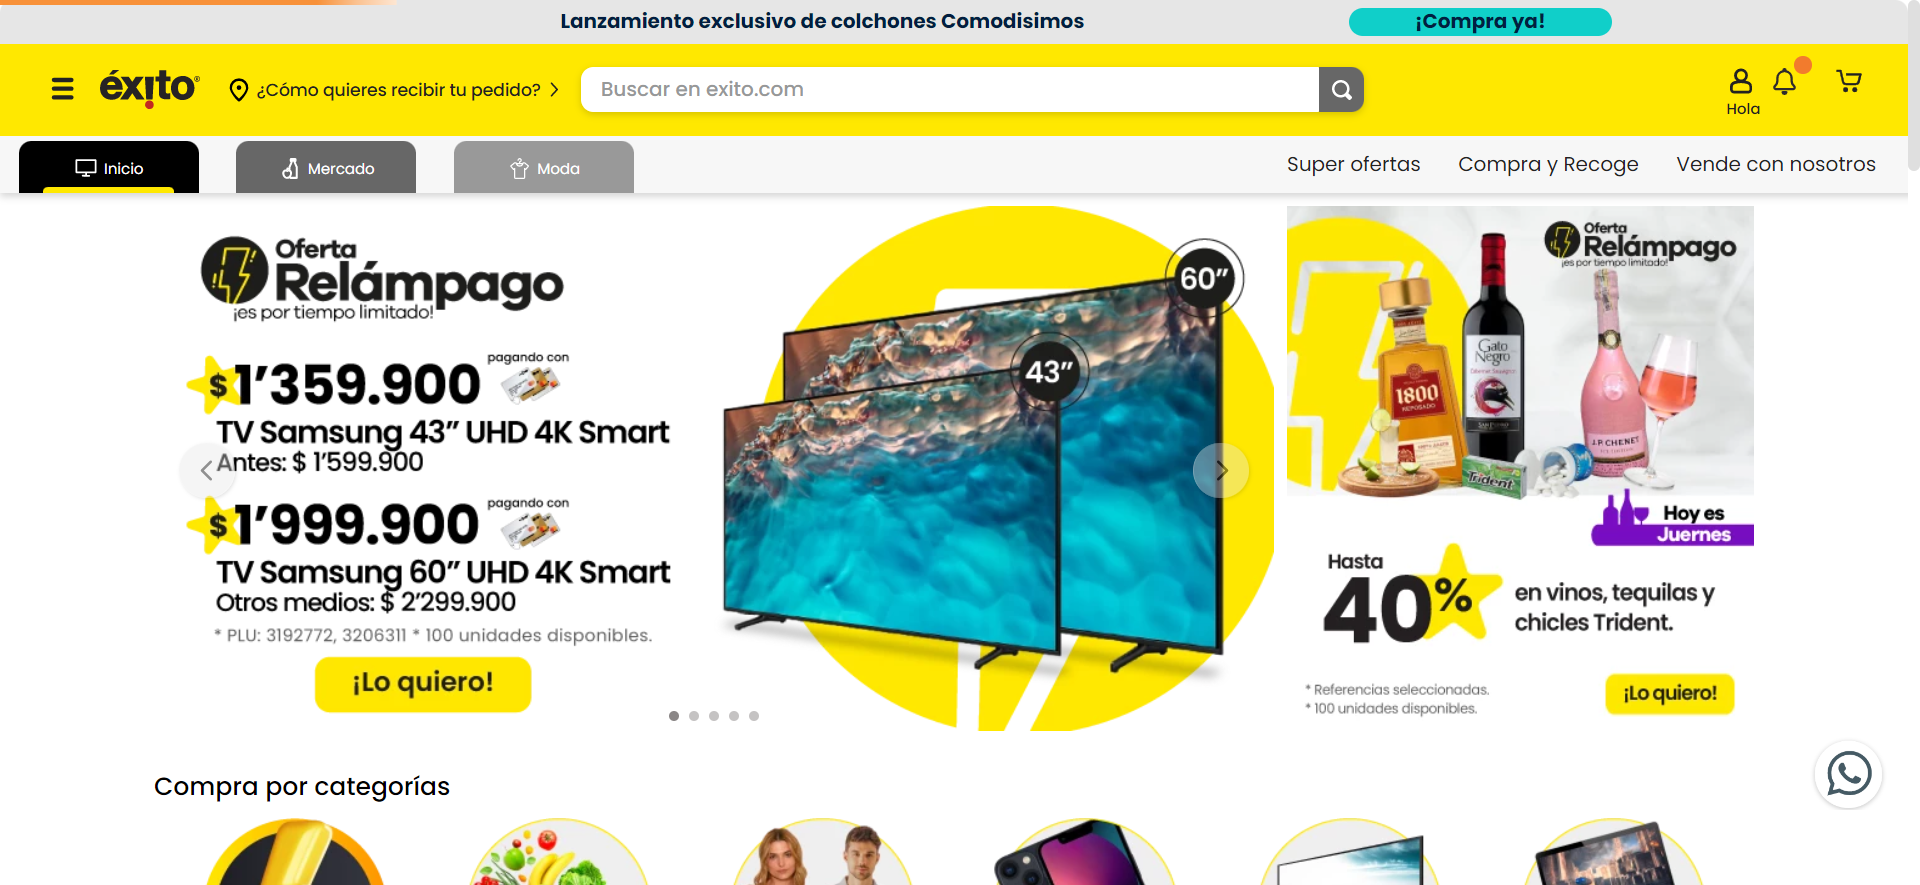 Lanzamiento exclusivo de colchones Comodisimos
¡Compra ya!
éxito
¿Cómo quieres recibir tu pedido?
Buscar en exito.com
Hola
Inicio
Mercado
Moda
Super ofertas
Compra y Recoge
Vende con nosotros
Oferta
Relámpago
¡es por tiempo limitado!
$ 1'359.900
pagando con
TV Samsung 43" UHD 4K Smart
Antes: $ 1'599.900
$ 1'999.900
pagando con
TV Samsung 60" UHD 4K Smart
Otros medios: $ 2'299.900
* PLU: 3192772, 3206311 * 100 unidades disponibles.
¡Lo quiero!
60"
43"
Oferta
Relámpago
¡es por tiempo limitado!
1800
REPOSADO
Gato
Negro
Cabernet Sauvignon
SAN PEDRO
J.P. CHENET
Trident
Hoy es
Juernes
Hasta
40%
en vinos, tequilas y
chicles Trident.
* Referencias seleccionadas.
* 100 unidades disponibles.
¡Lo quiero!
Compra por categorías